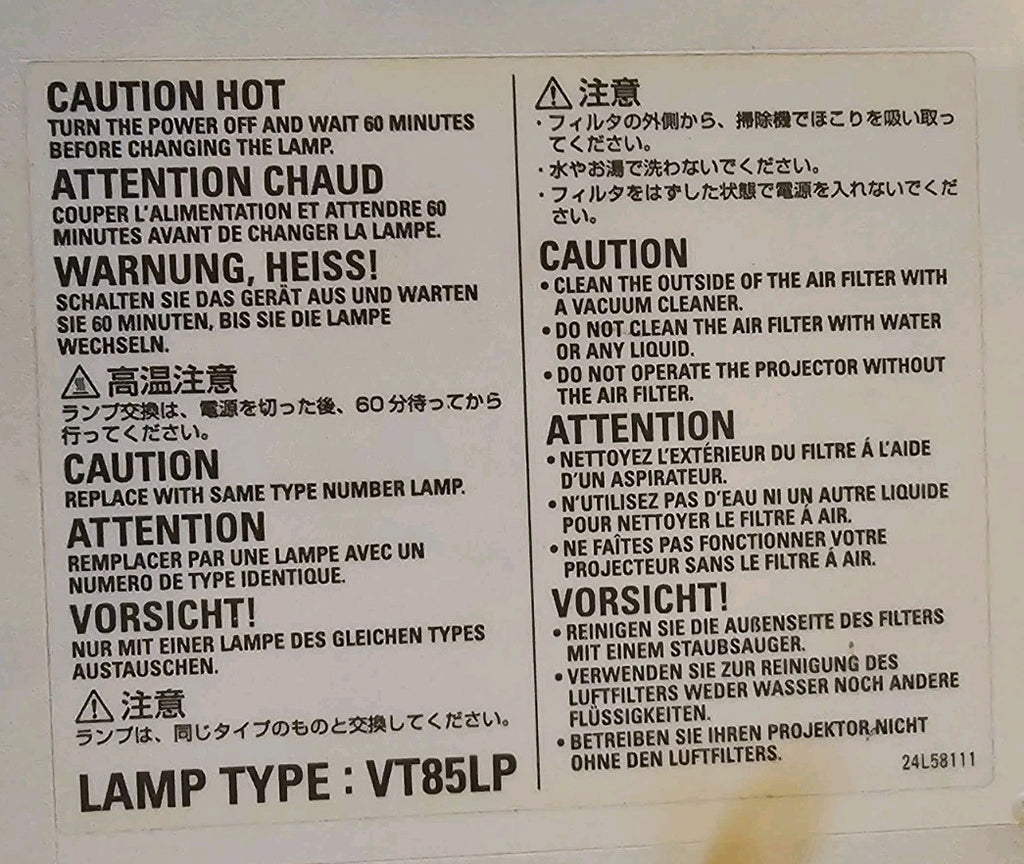 CAUTION HOT
TURN THE POWER OFF AND WAIT 60 MINUTES
BEFORE CHANGING THE LAMP.
ATTENTION CHAUD
COUPER L'ALIMENTATION ET ATTENDRE 60
MINUTES AVANT DE CHANGER LA LAMPE.
WARNUNG, HEISS!
SCHALTEN SIE DAS GERÄT AUS UND WARTEN
SIE 60 MINUTEN, BIS SIE DIE LAMPE
WECHSELN.
高温注意
ランプ交換は、電源を切った後、60分待ってから
行ってください。
CAUTION
REPLACE WITH SAME TYPE NUMBER LAMP.
ATTENTION
REMPLACER PAR UNE LAMPE AVEC UN
NUMERO DE TYPE IDENTIQUE.
VORSICHT!
NUR MIT EINER LAMPE DES GLEICHEN TYPES
AUSTAUSCHEN.
注意
ランプは、同じタイプのものと交換してください。
LAMP TYPE : VT85LP
注意
・フィルタの外側から、掃除機でほこりを吸い取っ
てください。
・水やお湯で洗わないでください。
・フィルタをはずした状態で電源を入れないでくだ
さい。
CAUTION
• CLEAN THE OUTSIDE OF THE AIR FILTER WITH
A VACUUM CLEANER.
• DO NOT CLEAN THE AIR FILTER WITH WATER
OR ANY LIQUID.
• DO NOT OPERATE THE PROJECTOR WITHOUT
THE AIR FILTER.
ATTENTION
• NETTOYEZ L'EXTÉRIEUR DU FILTRE Á L'AIDE
D'UN ASPIRATEUR.
• N'UTILISEZ PAS D'EAU NI UN AUTRE LIQUIDE
POUR NETTOYER LE FILTRE Á AIR.
• NE FAÎTES PAS FONCTIONNER VOTRE
PROJECTEUR SANS LE FILTRE Á AIR.
VORSICHT!
• REINIGEN SIE DIE AUßENSEITE DES FILTERS
MIT EINEM STAUBSAUGER.
• VERWENDEN SIE ZUR REINIGUNG DES
LUFTFILTERS WEDER WASSER NOCH ANDERE
FLÜSSIGKEITEN.
• BETREIBEN SIE IHREN PROJEKTOR NICHT
OHNE DEN LUFTFILTERS.
24L58111